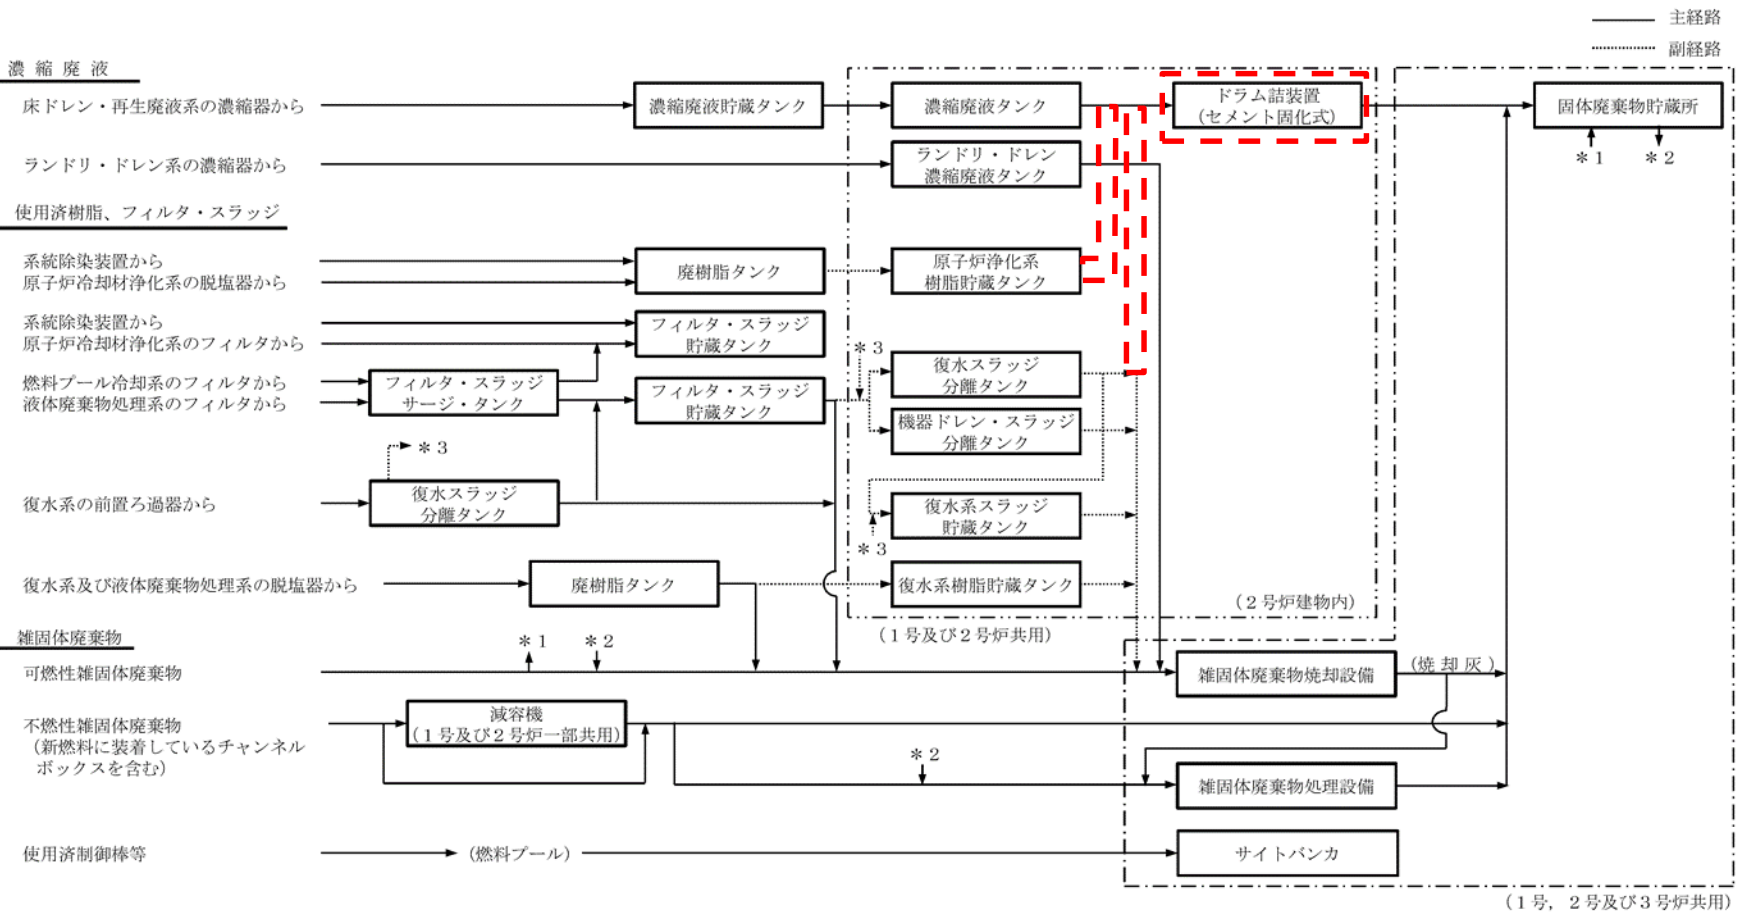 主経路
副経路
濃縮廃液
床ドレン・再生廃液系の濃縮器から
濃縮廃液貯蔵タンク
濃縮廃液タンク
ドラム詰装置
(セメント固化式)
固体廃棄物貯蔵所
＊1
＊2
ランドリ・ドレン系の濃縮器から
ランドリ・ドレン
濃縮廃液タンク
使用済樹脂、フィルタ・スラッジ
系統除染装置から
原子炉冷却材浄化系の脱塩器から
廃樹脂タンク
原子炉浄化系
樹脂貯蔵タンク
系統除染装置から
原子炉冷却材浄化系のフィルタから
フィルタ・スラッジ
貯蔵タンク
燃料プール冷却系のフィルタから
液体廃棄物処理系のフィルタから
フィルタ・スラッジ
サージ・タンク
フィルタ・スラッジ
貯蔵タンク
＊3
復水スラッジ
分離タンク
機器ドレン・スラッジ
分離タンク
＊3
復水系の前置ろ過器から
復水スラッジ
分離タンク
復水系スラッジ
貯蔵タンク
＊3
復水系及び液体廃棄物処理系の脱塩器から
廃樹脂タンク
復水系樹脂貯蔵タンク
(2号炉建物内)
(1号及び2号炉共用)
雑固体廃棄物
＊1
＊2
可燃性雑固体廃棄物
雑固体廃棄物焼却設備
(焼却灰)
不燃性雑固体廃棄物
(新燃料に装着しているチャンネル
ボックスを含む)
減容機
(1号及び2号炉一部共用)
＊2
雑固体廃棄物処理設備
使用済制御棒等
(燃料プール)
サイトバンカ
(1号，2号及び3号炉共用)